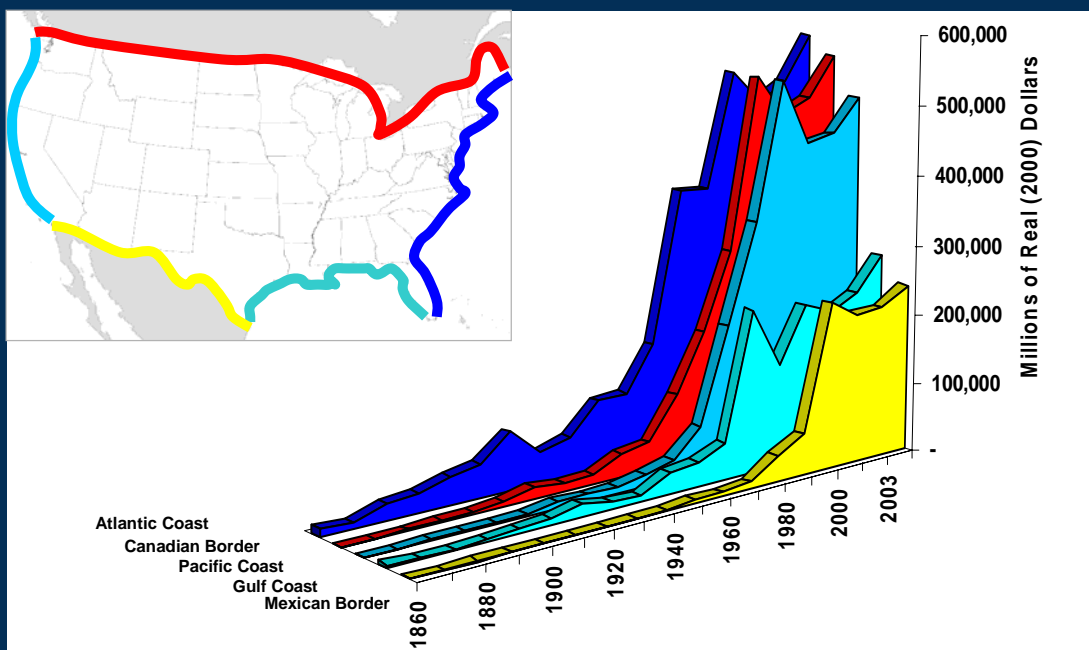 600,000
500,000
400,000
300,000
200,000
100,000
-
Millions of Real (2000) Dollars
Atlantic Coast
Canadian Border
Pacific Coast
Gulf Coast
Mexican Border
1860
1880
1900
1920
1940
1960
1980
2000
2003